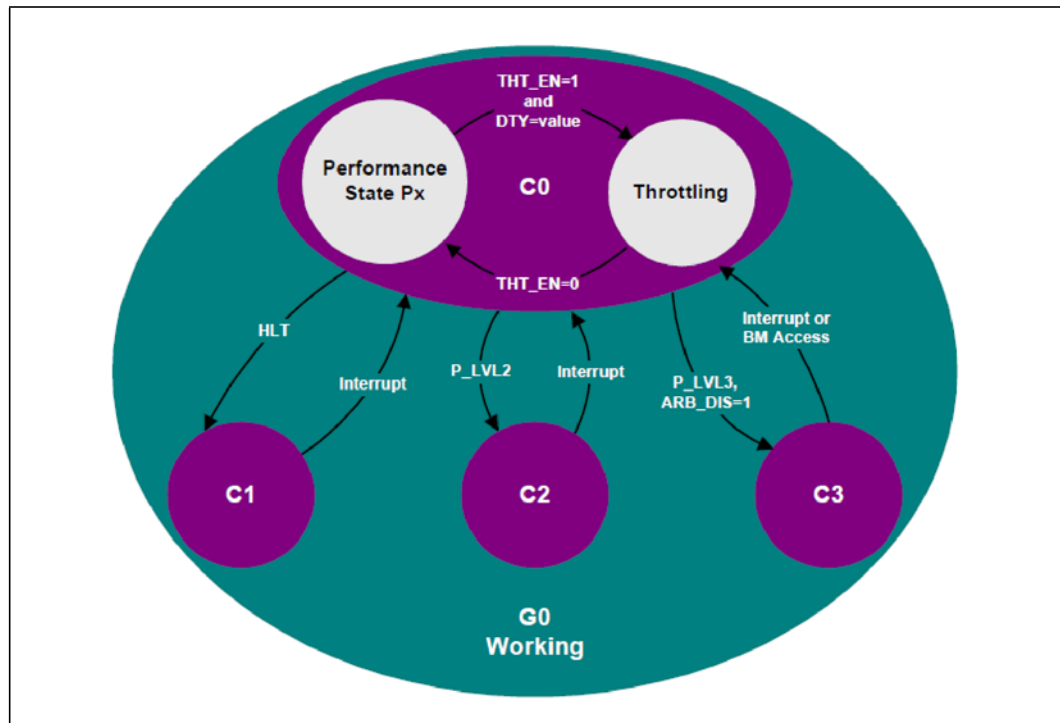 THT_EN=1
and
DTY=value
Performance
State Px
C0
Throttling
THT_EN=0
HLT
Interrupt
P_LVL2
Interrupt
P_LVL3,
ARB_DIS=1
Interrupt or
BM Access
C1
C2
C3
G0
Working